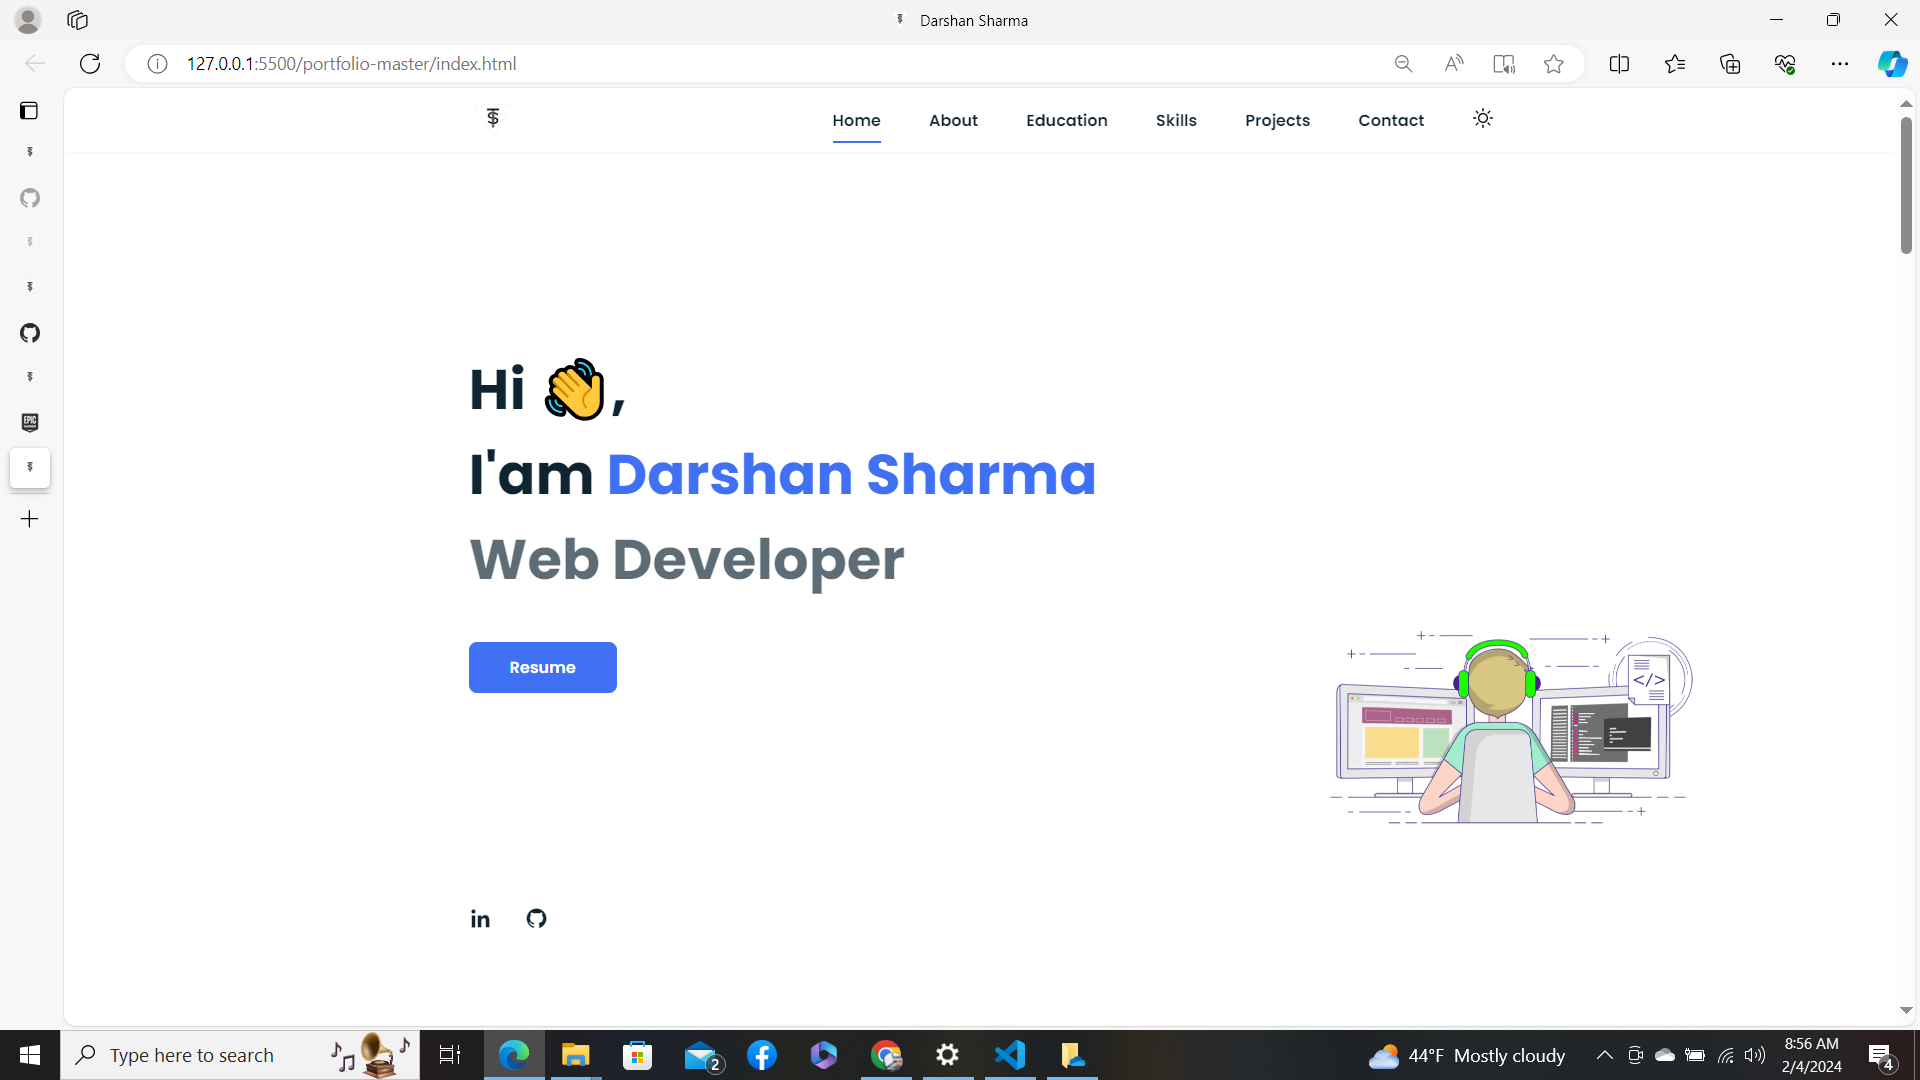 Darshan Sharma
127.0.0.1:5500/portfolio-master/index.html
Home About Education Skills Projects Contact
Hi 👋,
I'am Darshan Sharma
Web Developer
Resume
</>
in
EPIC
Type here to search
2
44°F Mostly cloudy
8:56 AM
2/4/2024
4